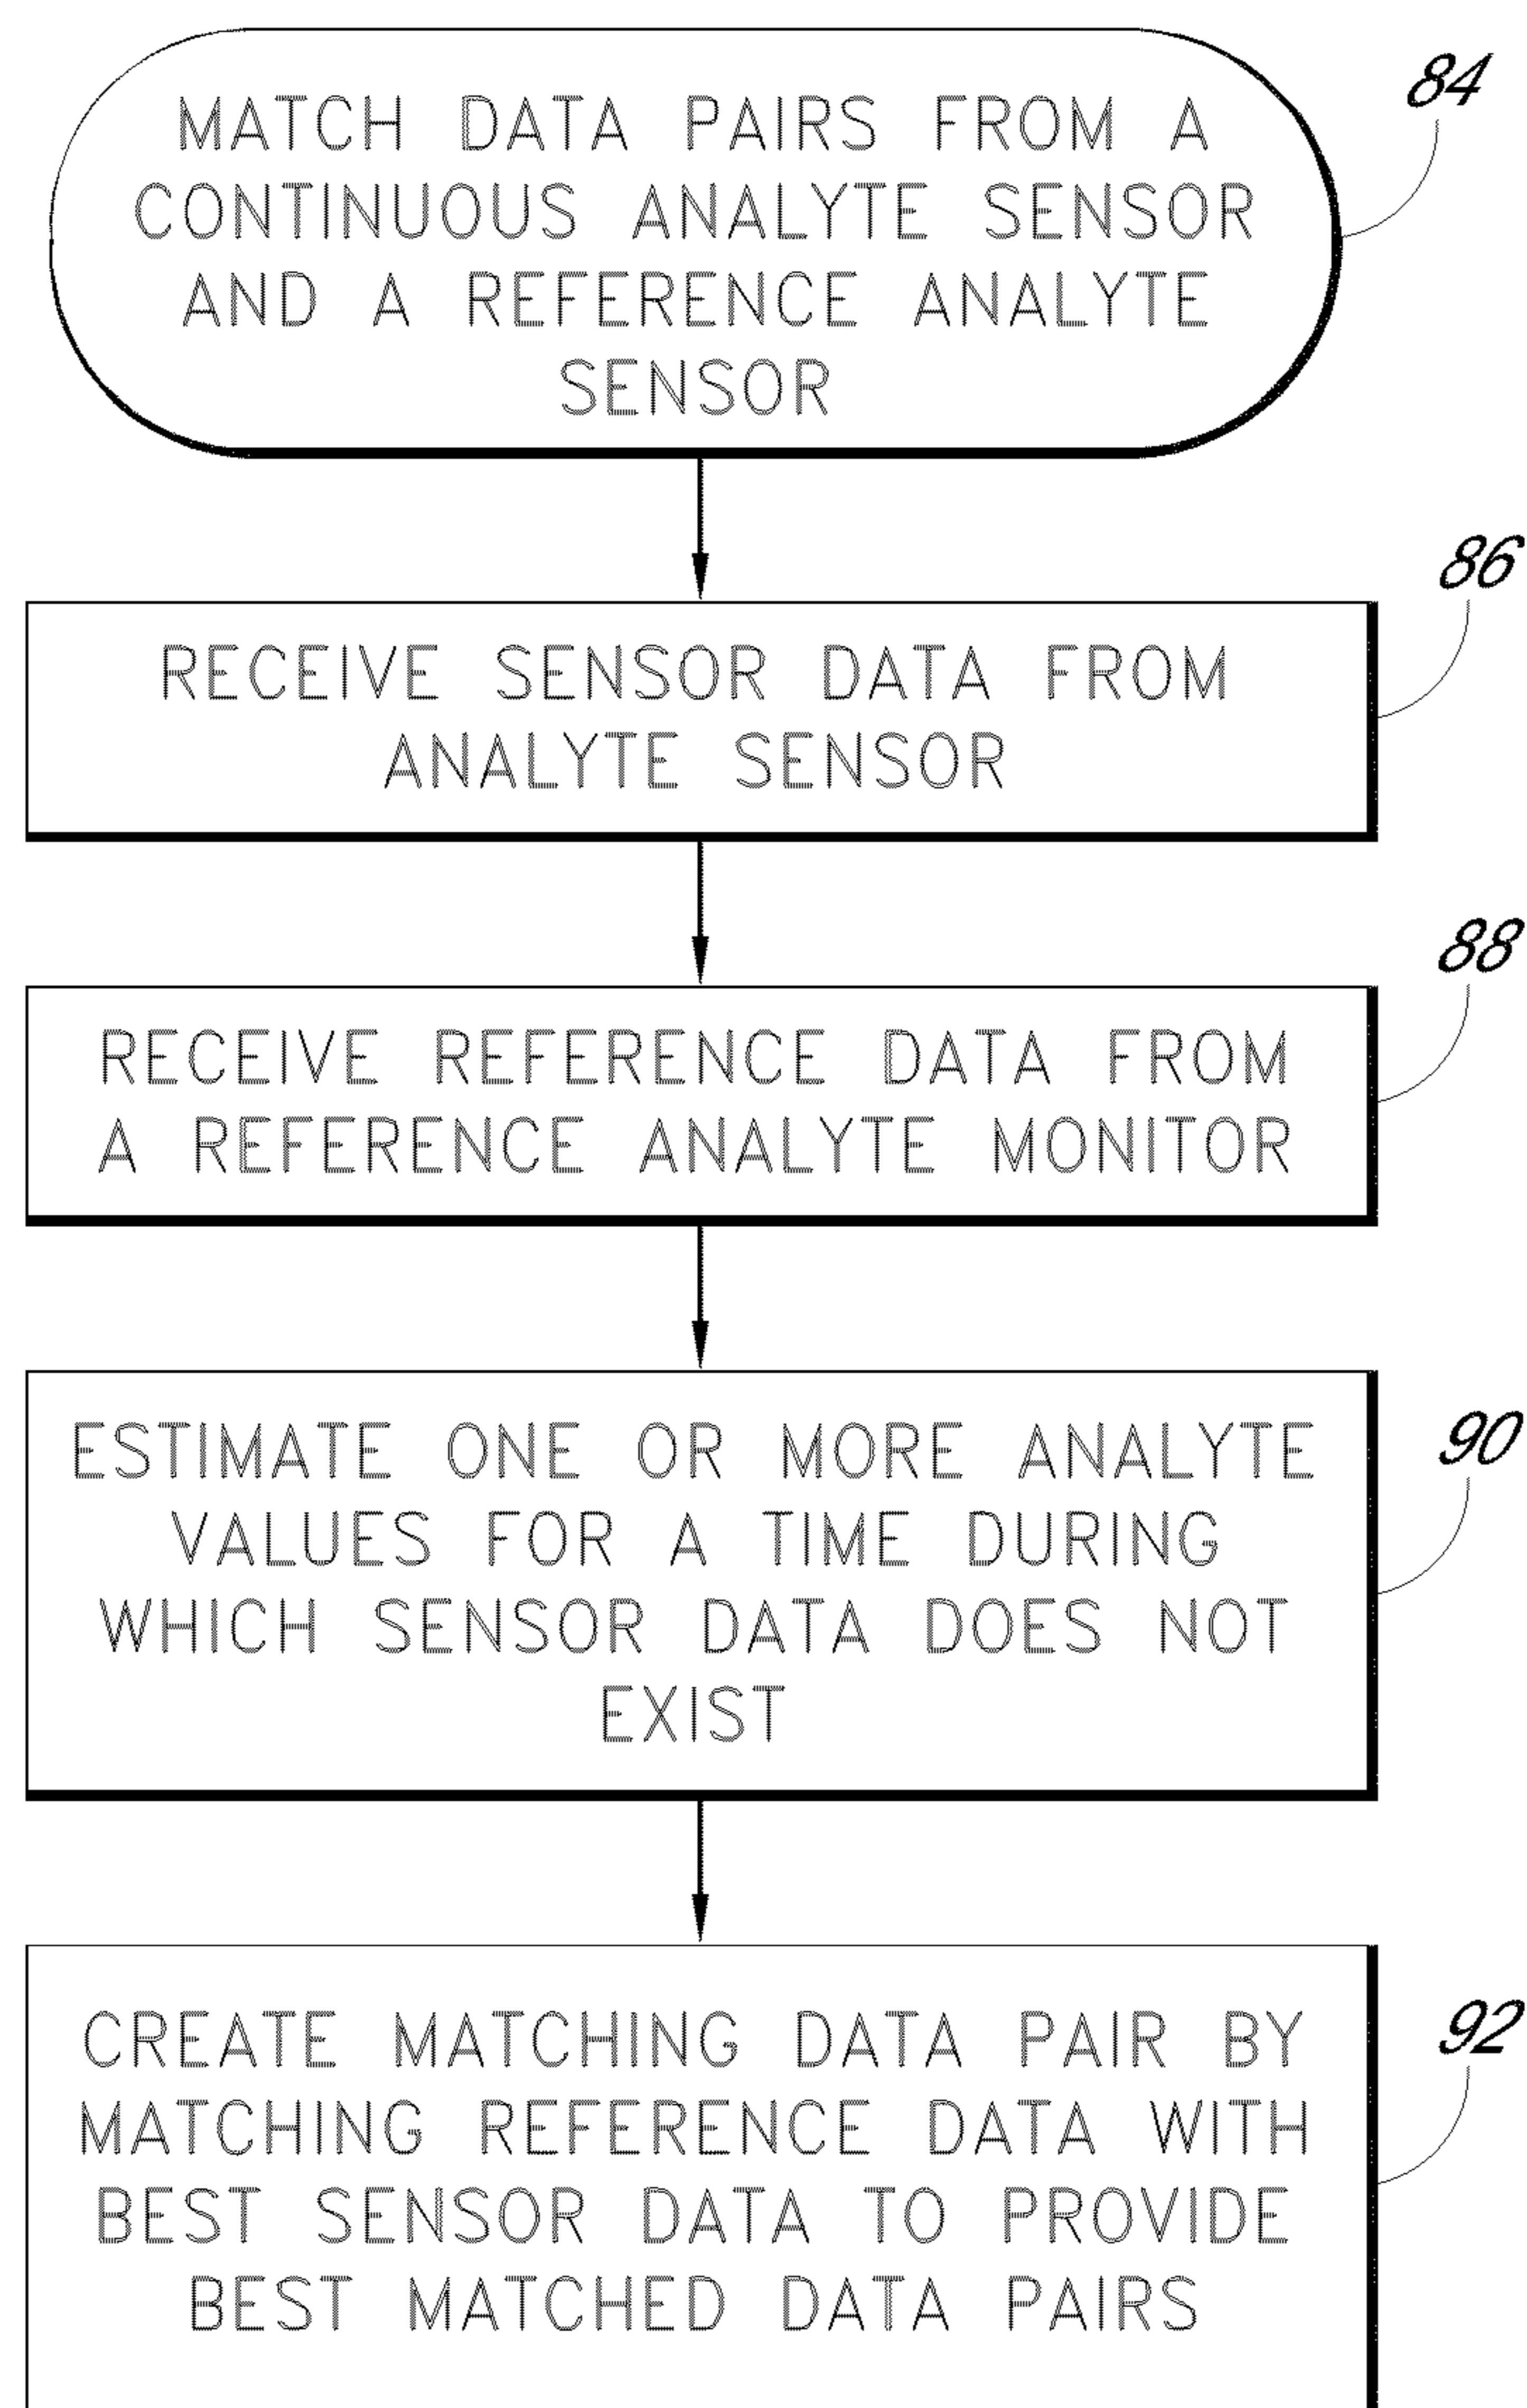 84
MATCH DATA PAIRS FROM A
CONTINUOUS ANALYTE SENSOR
AND A REFERENCE ANALYTE
SENSOR
86
RECEIVE SENSOR DATA FROM
ANALYTE SENSOR
88
RECEIVE REFERENCE DATA FROM
A REFERENCE ANALYTE MONITOR
90
ESTIMATE ONE OR MORE ANALYTE
VALUES FOR A TIME DURING
WHICH SENSOR DATA DOES NOT
EXIST
92
CREATE MATCHING DATA PAIR BY
MATCHING REFERENCE DATA WITH
BEST SENSOR DATA TO PROVIDE
BEST MATCHED DATA PAIRS